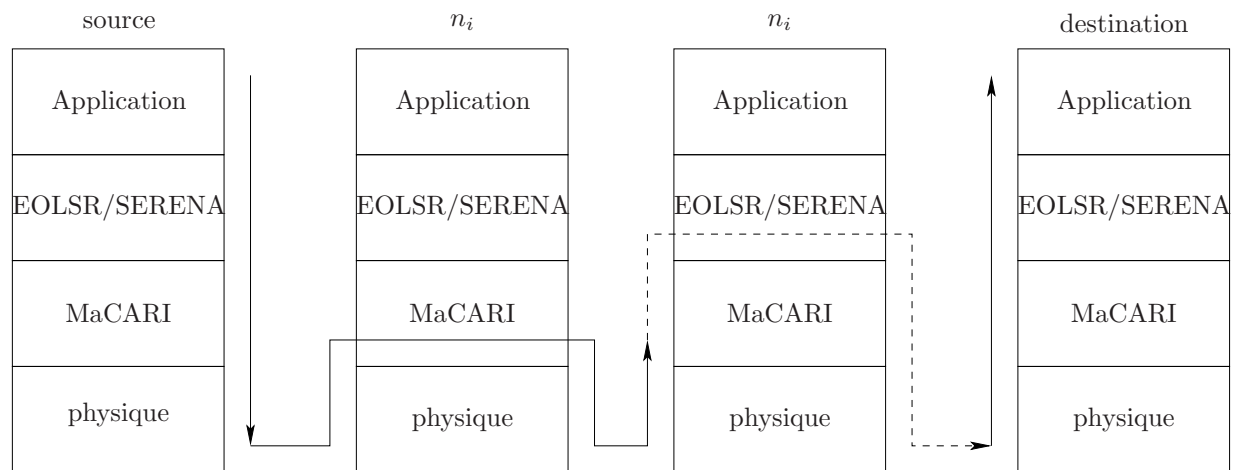 source n_i n_i destination
Application Application Application Application
EOLSR/SERENA EOLSR/SERENA EOLSR/SERENA EOLSR/SERENA
MaCARI MaCARI MaCARI MaCARI
physique physique physique physique